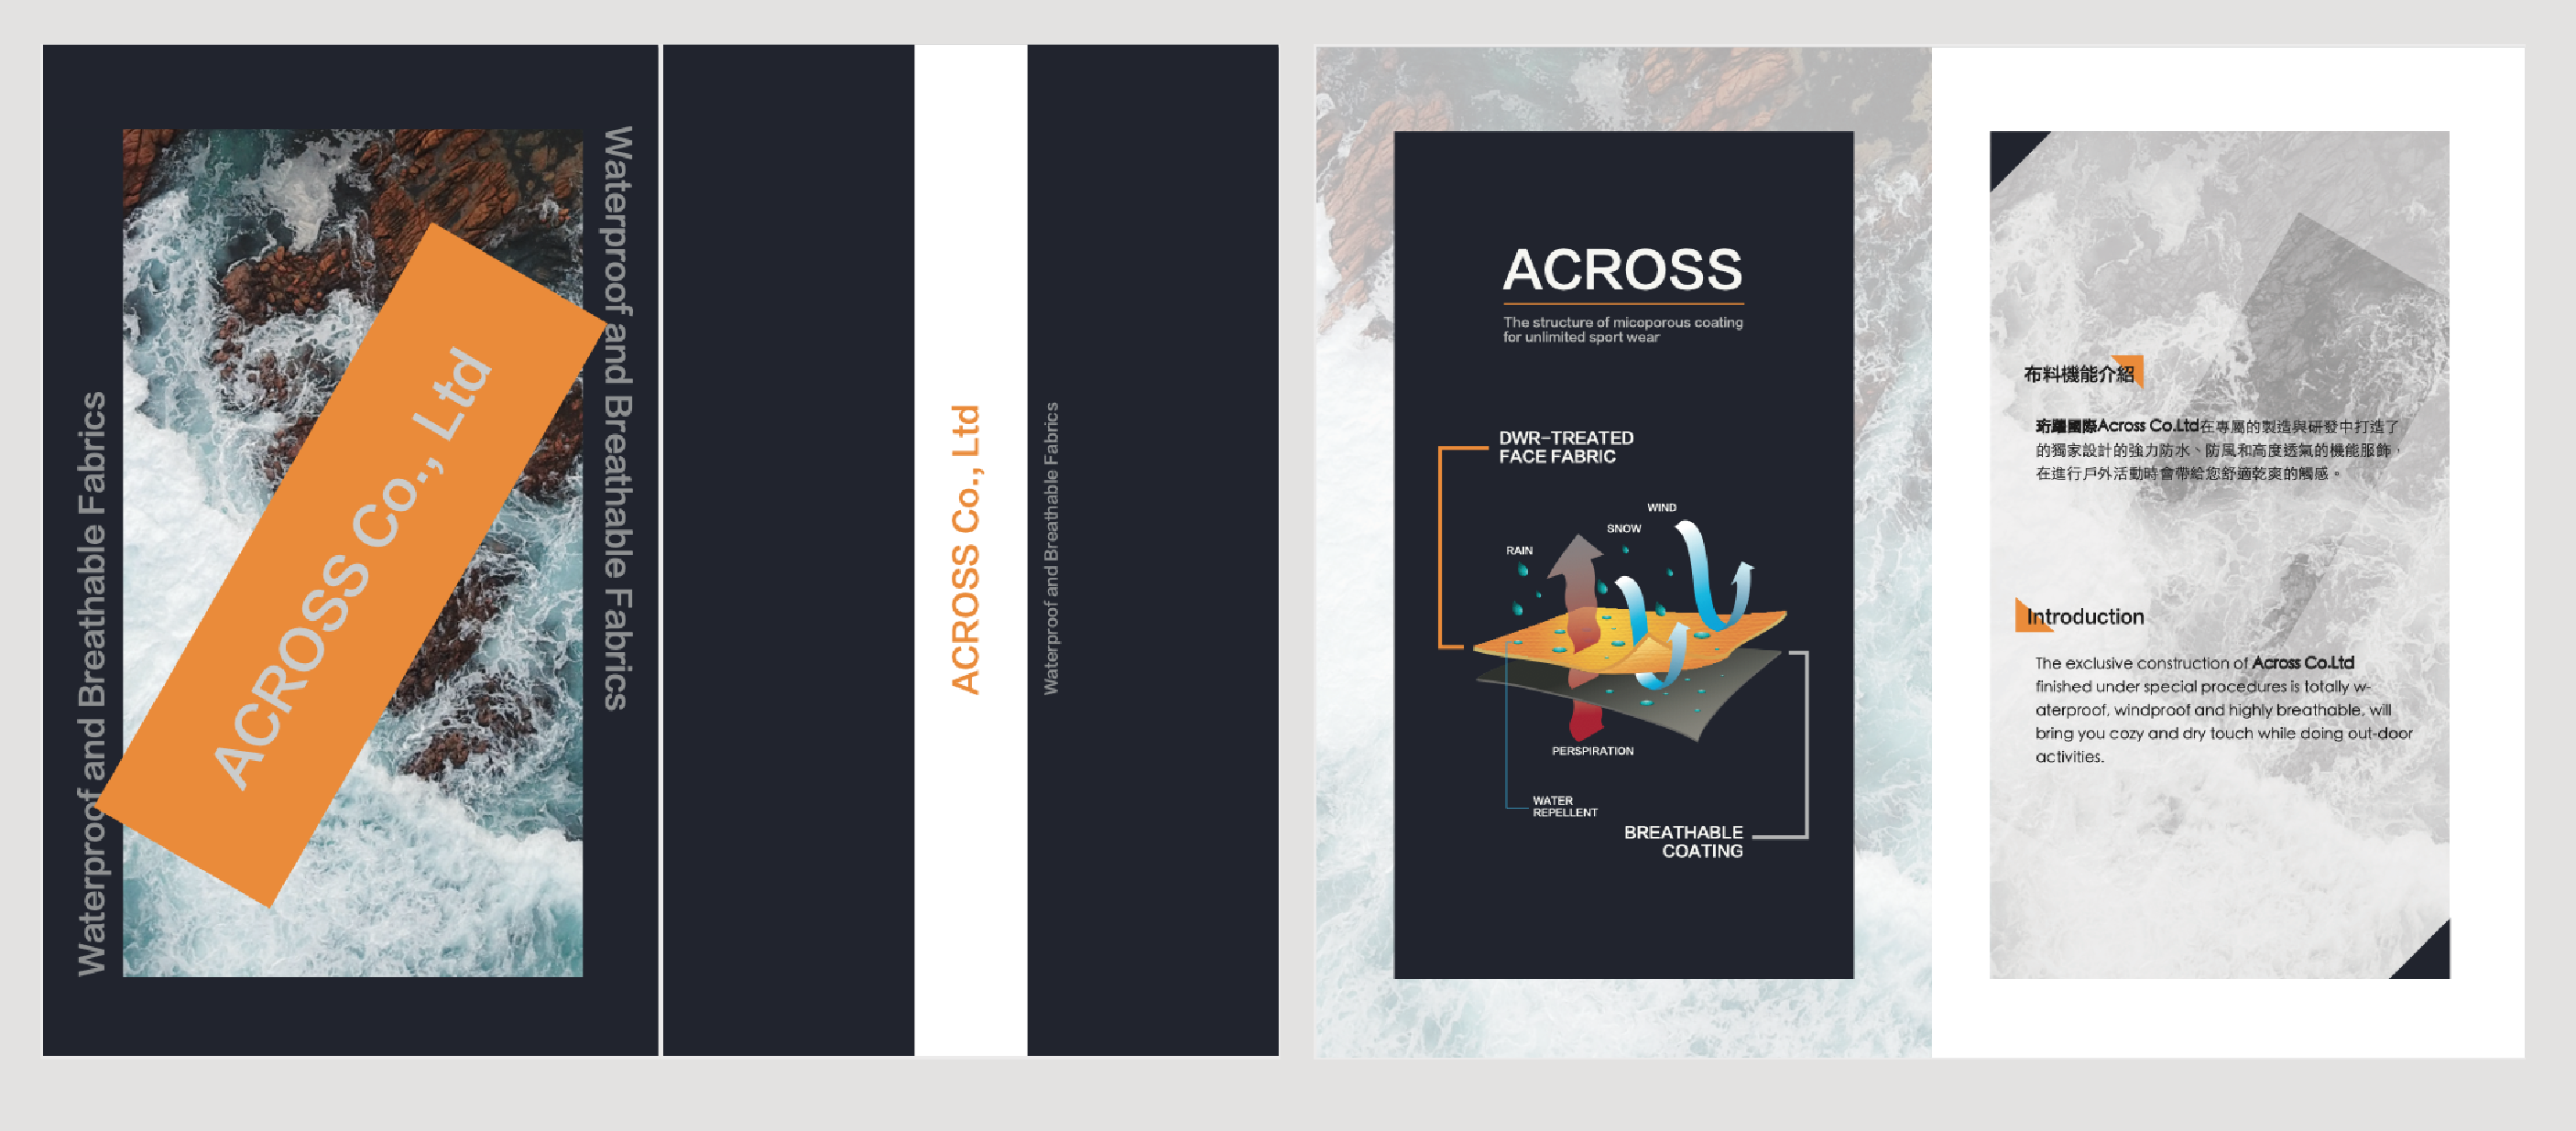 Waterproof and Breathable Fabrics
ACROSS Co., Ltd
Waterproof and Breathable Fabrics
ACROSS Co., Ltd
Waterproof and Breathable Fabrics
ACROSS
The structure of micoporous coating
for unlimited sport wear
DWR-TREATED
FACE FABRIC
WIND
SNOW
RAIN
PERSPIRATION
WATER
REPELLENT
BREATHABLE
COATING
布料機能介紹
珩躍國際Across Co.Ltd在專屬的製造與研發中打造了
的獨家設計的強力防水、防風和高度透氣的機能服飾，
在進行戶外活動時會帶給您舒適乾爽的觸感。
Introduction
The exclusive construction of Across Co.Ltd
finished under special procedures is totally w-
aterproof, windproof and highly breathable, will
bring you cozy and dry touch while doing out-door
activities.